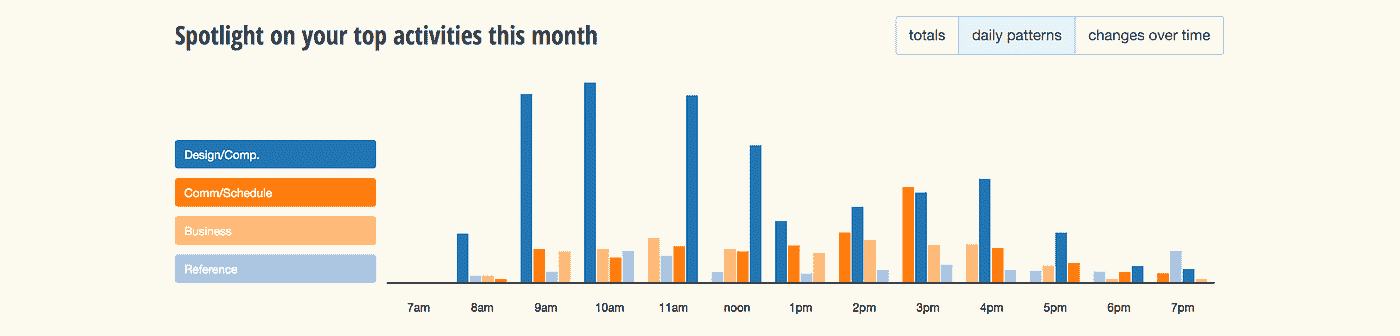 Spotlight on your top activities this month
totals daily patterns changes over time
Design/Comp.
Comm/Schedule
Business
Reference
7am 8am 9am 10am 11am noon 1pm 2pm 3pm 4pm 5pm 6pm 7pm